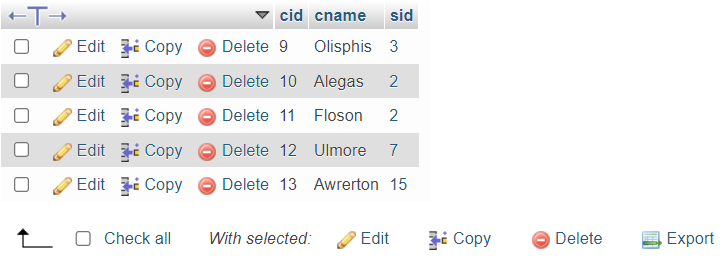 cid cname sid
Edit Copy Delete 9 Olisphis 3
Edit Copy Delete 10 Alegas 2
Edit Copy Delete 11 Floson 2
Edit Copy Delete 12 Ulmore 7
Edit Copy Delete 13 Awrerton 15
Check all With selected: Edit Copy Delete Export